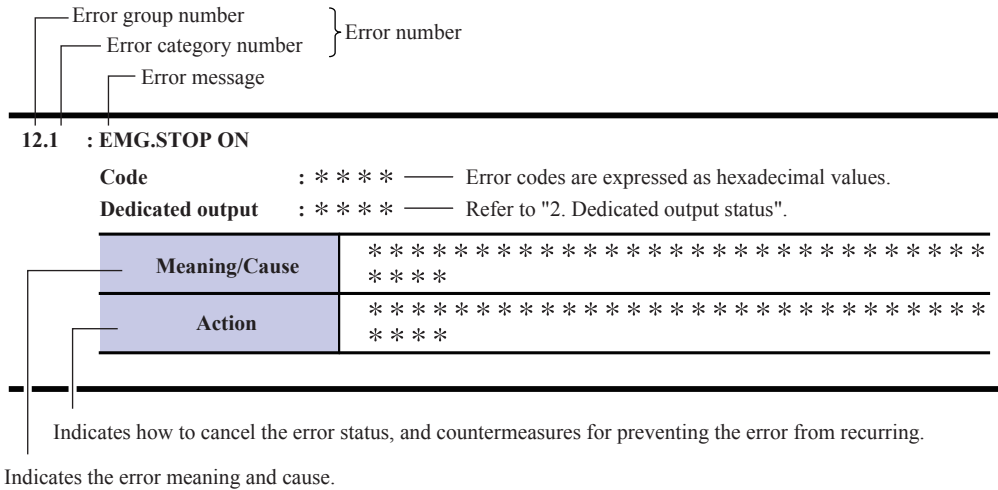 Error group number
Error category number
Error number
Error message
12.1 : EMG.STOP ON
Code : * * * * Error codes are expressed as hexadecimal values.
Dedicated output : * * * * Refer to "2. Dedicated output status".
Meaning/Cause * * * * * * * * * * * * * * * * * * * * * * * * * * * * *
* * * *
Action * * * * * * * * * * * * * * * * * * * * * * * * * * * * *
* * * *
Indicates how to cancel the error status, and countermeasures for preventing the error from recurring.
Indicates the error meaning and cause.